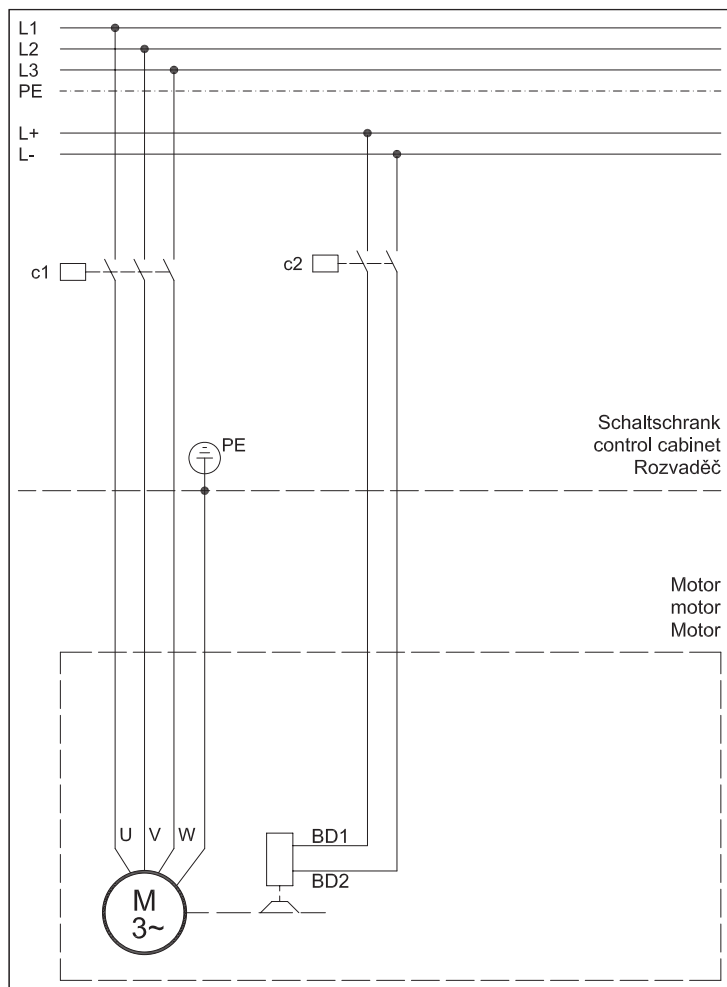 L1
L2
L3
PE
L+
L-
c1
c2
PE
Schaltschrank
control cabinet
Rozvaděč
Motor
motor
Motor
U V W
BD1
BD2
M
3~